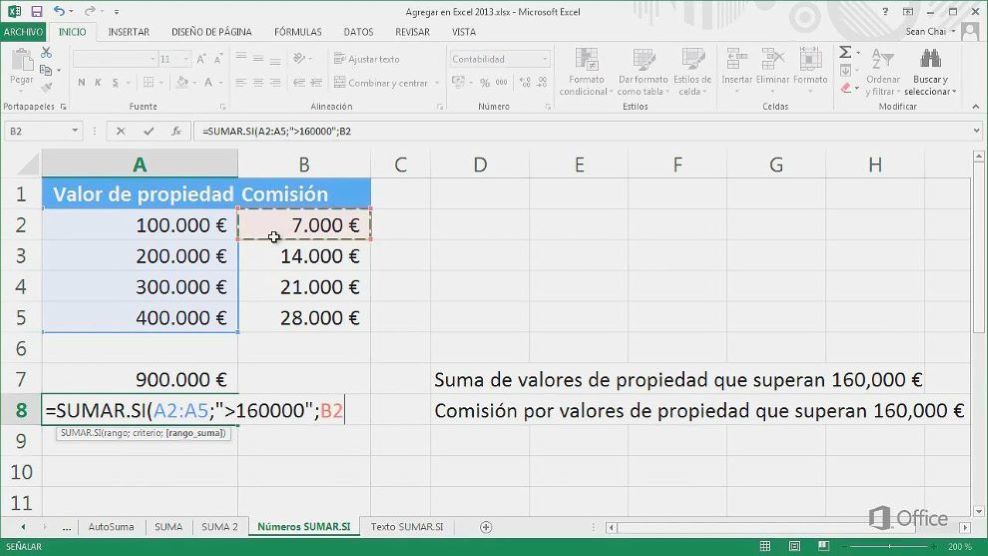 Agregar en Excel 2013.xlsx - Microsoft Excel
ARCHIVO INICIO INSERTAR DISEÑO DE PÁGINA FÓRMULAS DATOS REVISAR VISTA Sean Chai
Pegar
N K S
11
Ajustar texto
Combinar y centrar
Contabilidad
% 000
Formato condicional
Dar formato como tabla
Estilos de celda
Insertar Eliminar Formato
Ordenar y filtrar
Buscar y seleccionar
Portapapeles Fuente Alineación Número Estilos Celdas Modificar
B2 fx =SUMAR.SI(A2:A5;">160000";B2
A B C D E F G H
1 Valor de propiedad Comisión
2 100.000 € 7.000 €
3 200.000 € 14.000 €
4 300.000 € 21.000 €
5 400.000 € 28.000 €
6
7 900.000 € Suma de valores de propiedad que superan 160,000 €
8 =SUMAR.SI(A2:A5;">160000";B2 Comisión por valores de propiedad que superan 160,000 €
9 SUMAR.SI(rango; criterio; [rango_suma])
10
11
Office
... AutoSuma SUMA SUMA 2 Números SUMAR.SI Texto SUMAR.SI
SEÑALAR 200 %